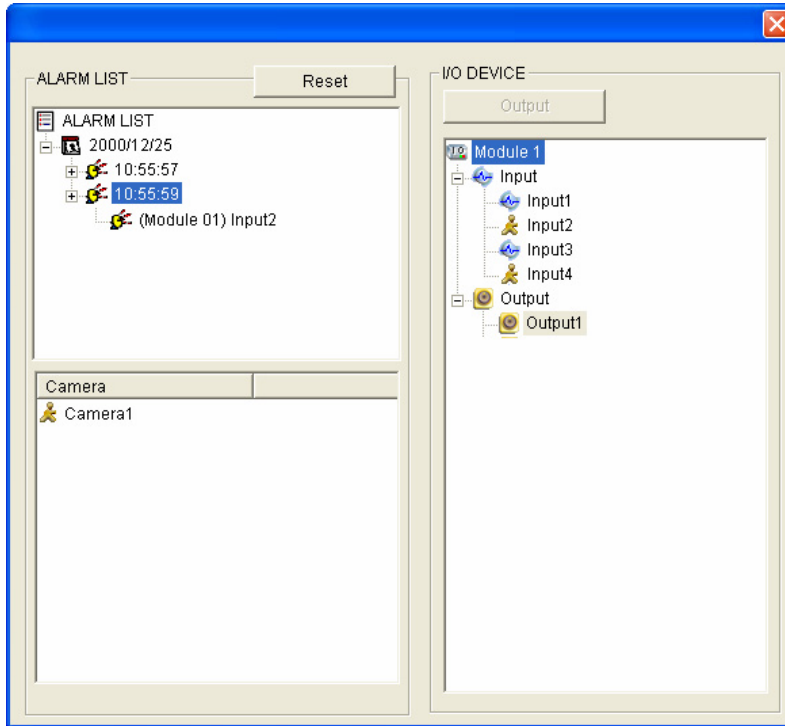 ALARM LIST
Reset
ALARM LIST
2000/12/25
10:55:57
10:55:59
(Module 01) Input2
Camera
Camera1
I/O DEVICE
Output
Module 1
Input
Input1
Input2
Input3
Input4
Output
Output1